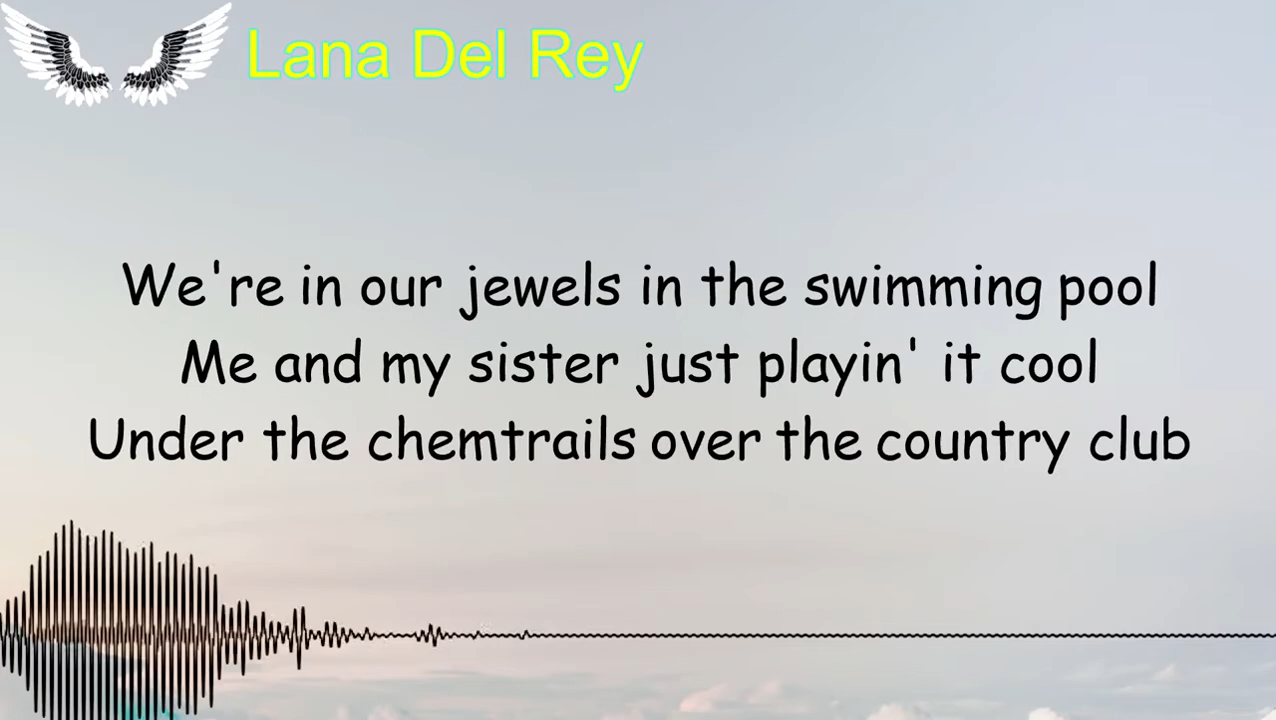 Lana Del Rey
We're in our jewels in the swimming pool
Me and my sister just playin' it cool
Under the chemtrails over the country club